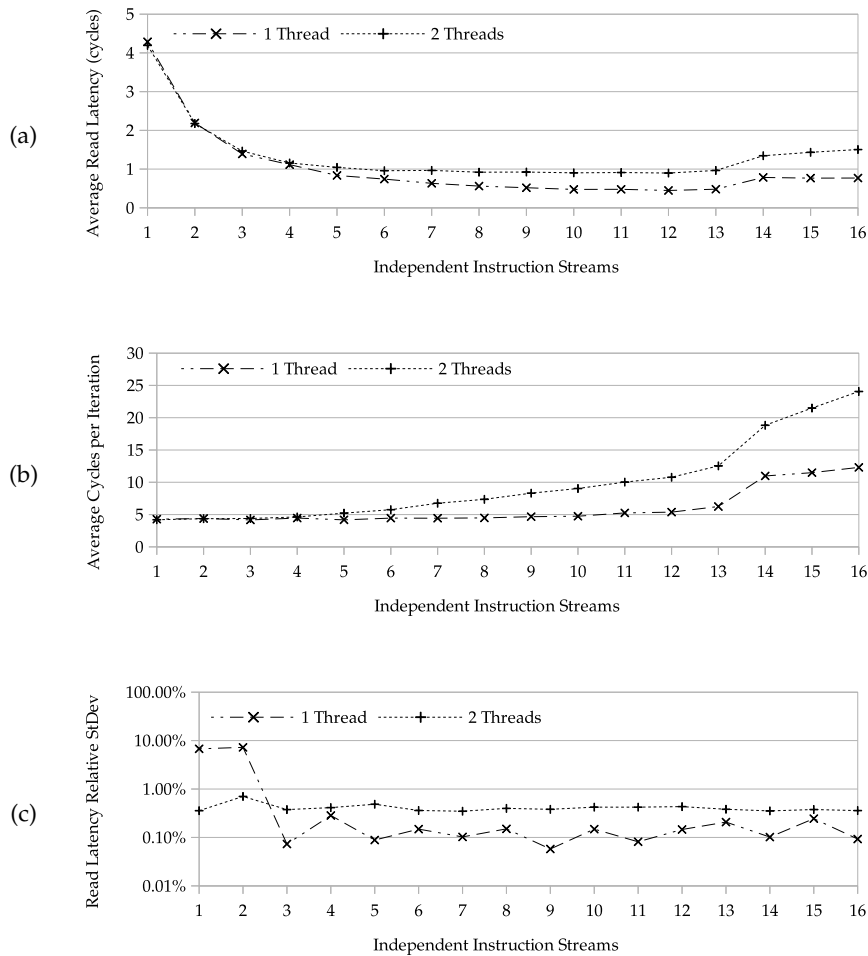 (a)
Average Read Latency (cycles)
5
4
3
2
1
0
1 Thread 2 Threads
1 2 3 4 5 6 7 8 9 10 11 12 13 14 15 16
Independent Instruction Streams
(b)
Average Cycles per Iteration
30
25
20
15
10
5
0
1 Thread 2 Threads
1 2 3 4 5 6 7 8 9 10 11 12 13 14 15 16
Independent Instruction Streams
(c)
Read Latency Relative StDev
100.00%
10.00%
1.00%
0.10%
0.01%
1 Thread 2 Threads
1 2 3 4 5 6 7 8 9 10 11 12 13 14 15 16
Independent Instruction Streams